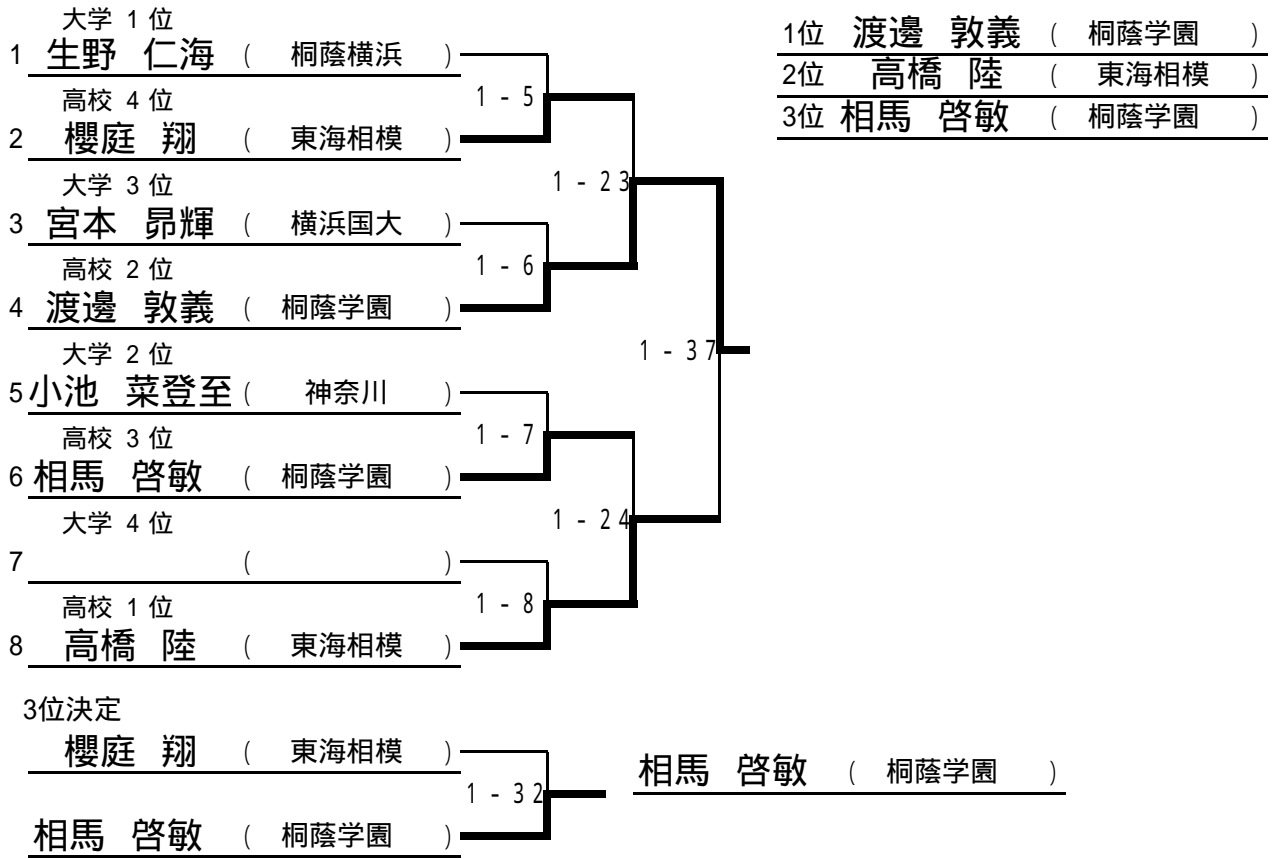 大学 1 位
1 生野 仁海 ( 桐蔭横浜 )
高校 4 位
1 - 5
2 櫻庭 翔 ( 東海相模 )
大学 3 位
1 - 23
3 宮本 昴輝 ( 横浜国大 )
高校 2 位
1 - 6
4 渡邊 敦義 ( 桐蔭学園 )
大学 2 位
1 - 37
5 小池 菜登至 ( 神奈川 )
高校 3 位
1 - 7
6 相馬 啓敏 ( 桐蔭学園 )
大学 4 位
1 - 24
7 ( )
高校 1 位
1 - 8
8 高橋 陸 ( 東海相模 )
1位 渡邊 敦義 ( 桐蔭学園 )
2位 高橋 陸 ( 東海相模 )
3位 相馬 啓敏 ( 桐蔭学園 )
3位決定
櫻庭 翔 ( 東海相模 )
1 - 32
相馬 啓敏 ( 桐蔭学園 )
相馬 啓敏 ( 桐蔭学園 )